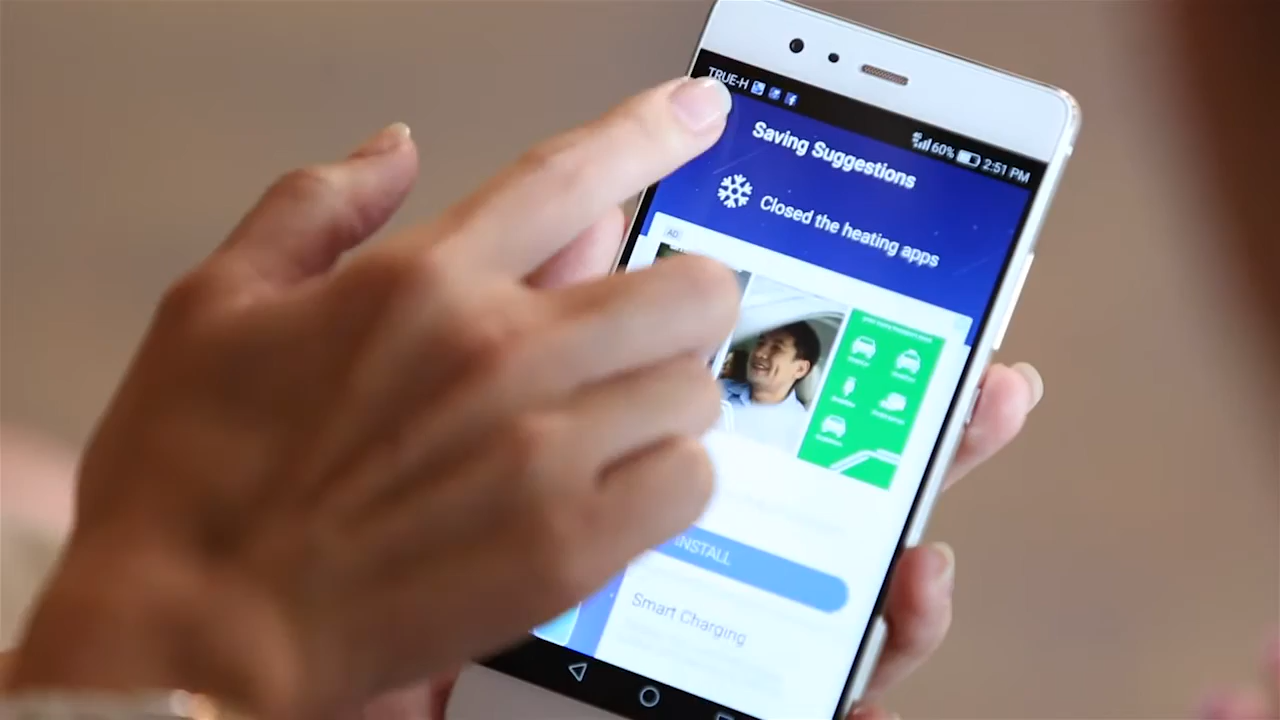 TRUE-H
60% 2:51 PM
Saving Suggestions
Closed the heating apps
AD
INSTALL
Smart Charging